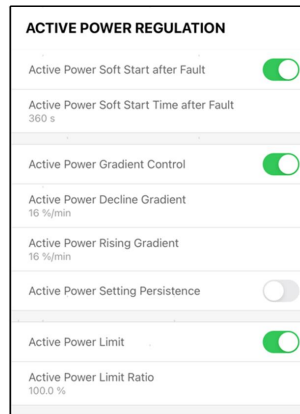 ACTIVE POWER REGULATION
Active Power Soft Start after Fault
Active Power Soft Start Time after Fault
360 s
Active Power Gradient Control
Active Power Decline Gradient
16 %/min
Active Power Rising Gradient
16 %/min
Active Power Setting Persistence
Active Power Limit
Active Power Limit Ratio
100.0 %